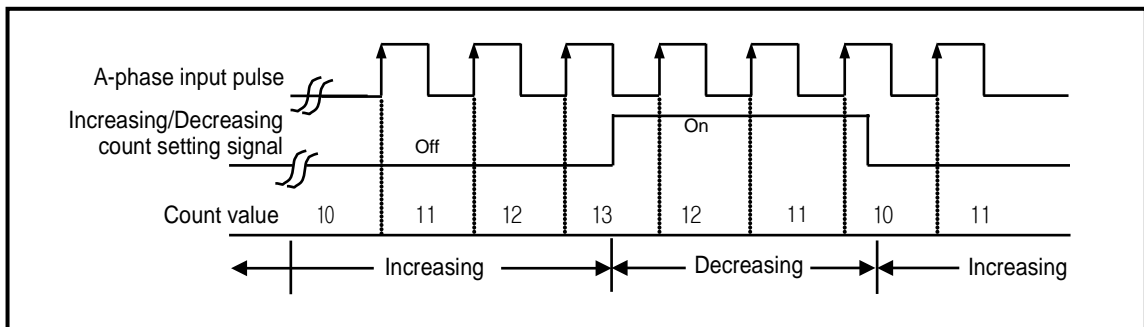 A-phase input pulse
Increasing/Decreasing
count setting signal
Off
On
Count value 10 11 12 13 12 11 10 11
Increasing Decreasing Increasing